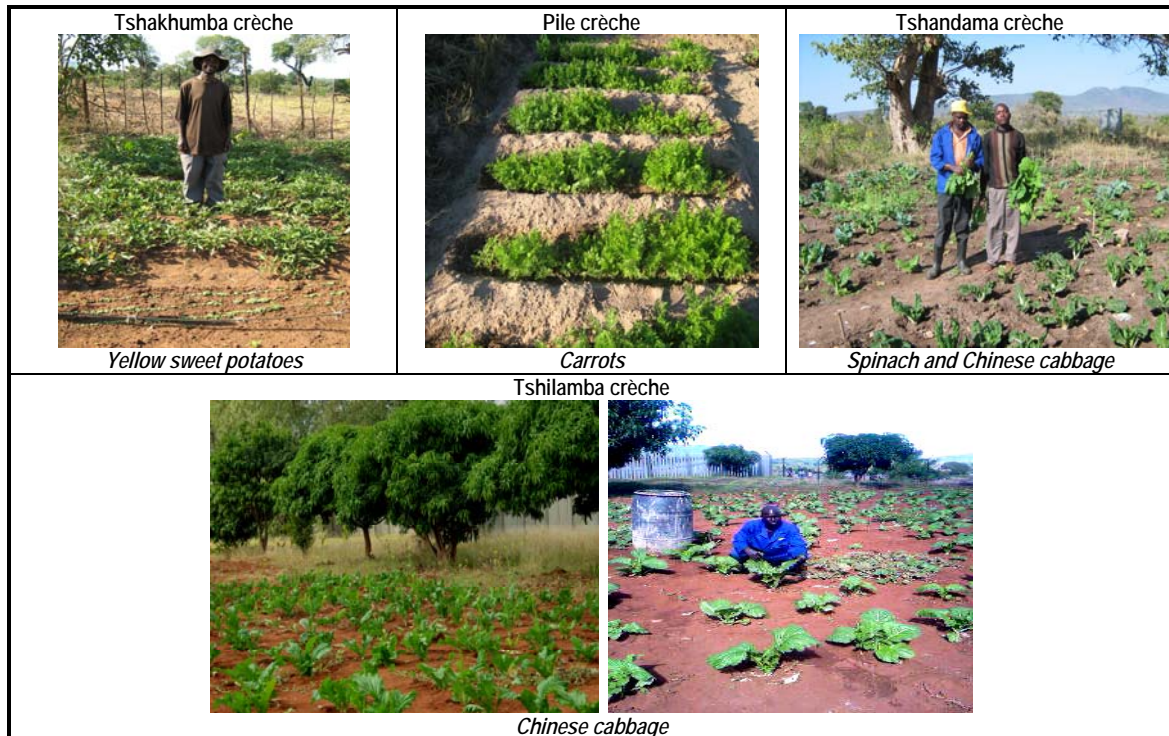 Tshakhumba crèche
Pile crèche
Tshandama crèche
Yellow sweet potatoes
Carrots
Spinach and Chinese cabbage
Tshilamba crèche
Chinese cabbage